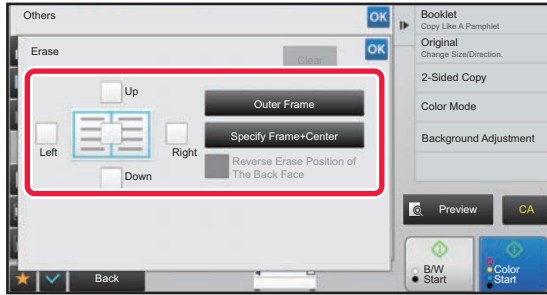 Others
OK
Erase
Clear
OK
Up
Left
Right
Down
Outer Frame
Specify Frame+Center
Reverse Erase Position of
The Back Face
Back
Booklet
Copy Like A Pamphlet
Original
Change Size/Direction.
2-Sided Copy
Color Mode
Background Adjustment
Preview
CA
B/W
Start
Color
Start